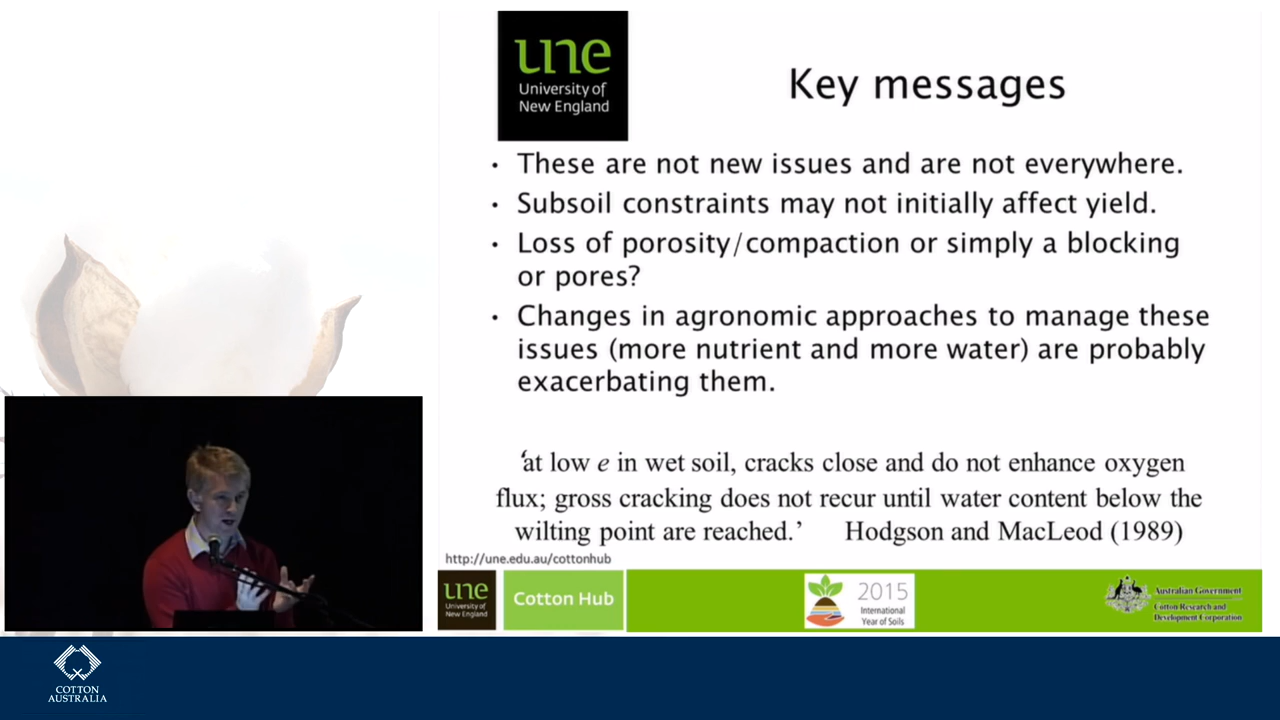 une
University of
New England
Key messages
• These are not new issues and are not everywhere.
• Subsoil constraints may not initially affect yield.
• Loss of porosity/compaction or simply a blocking
or pores?
• Changes in agronomic approaches to manage these
issues (more nutrient and more water) are probably
exacerbating them.
‘at low e in wet soil, cracks close and do not enhance oxygen
flux; gross cracking does not recur until water content below the
wilting point are reached.’ Hodgson and MacLeod (1989)
http://une.edu.au/cottonhub
une
University of
New England
Cotton Hub
2015
International
Year of Soils
Australian Government
Cotton Research and
Development Corporation
COTTON
AUSTRALIA